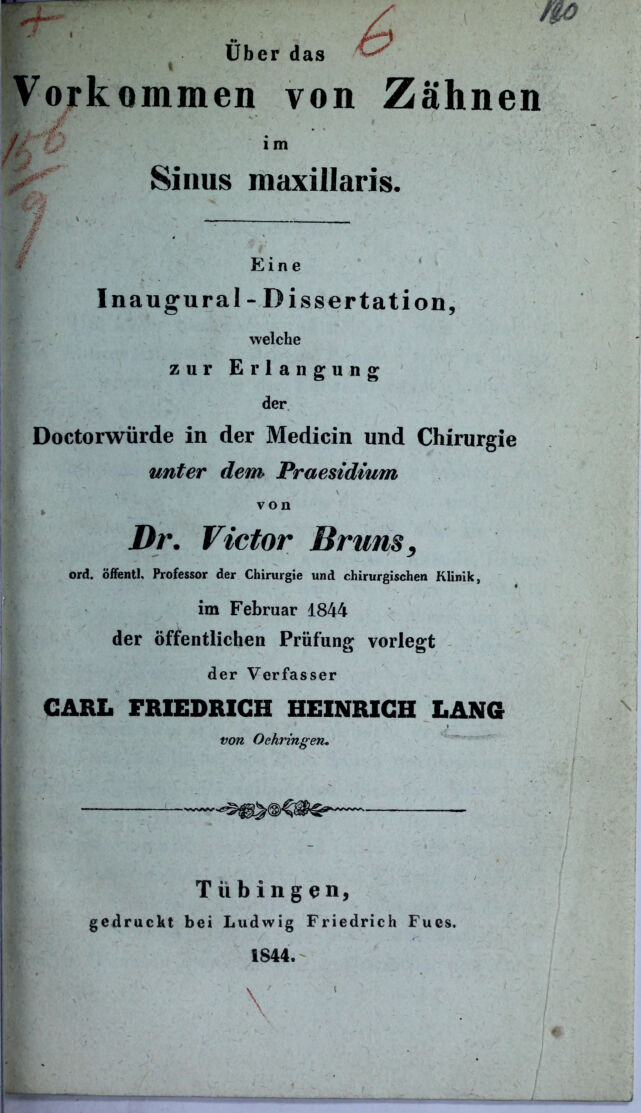 6
Über das
Vorkommen von Zähnen
im
Sinus maxillaris.
156
9
Eine
Inaugural-Dissertation,
welche
zur Erlangung
der
Doctorwürde in der Medicin und Chirurgie
unter dem Praesidium
von
Dr. Victor Bruns,
ord. öffentl. Professor der Chirurgie und chirurgischen Klinik,
im Februar 1844
der öffentlichen Prüfung vorlegt
der Verfasser
CARL FRIEDRICH HEINRICH LANG
von Oehringen.
Tübingen,
gedruckt bei Ludwig Friedrich Fues.
1844.